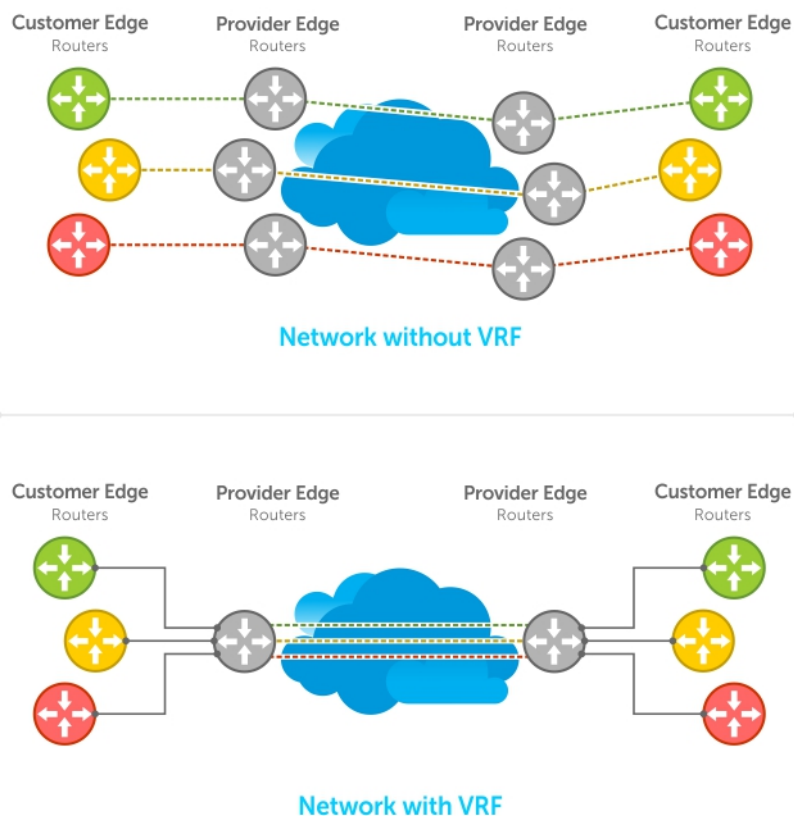 Customer Edge
Routers
Provider Edge
Routers
Provider Edge
Routers
Customer Edge
Routers
Network without VRF
Customer Edge
Routers
Provider Edge
Routers
Provider Edge
Routers
Customer Edge
Routers
Network with VRF